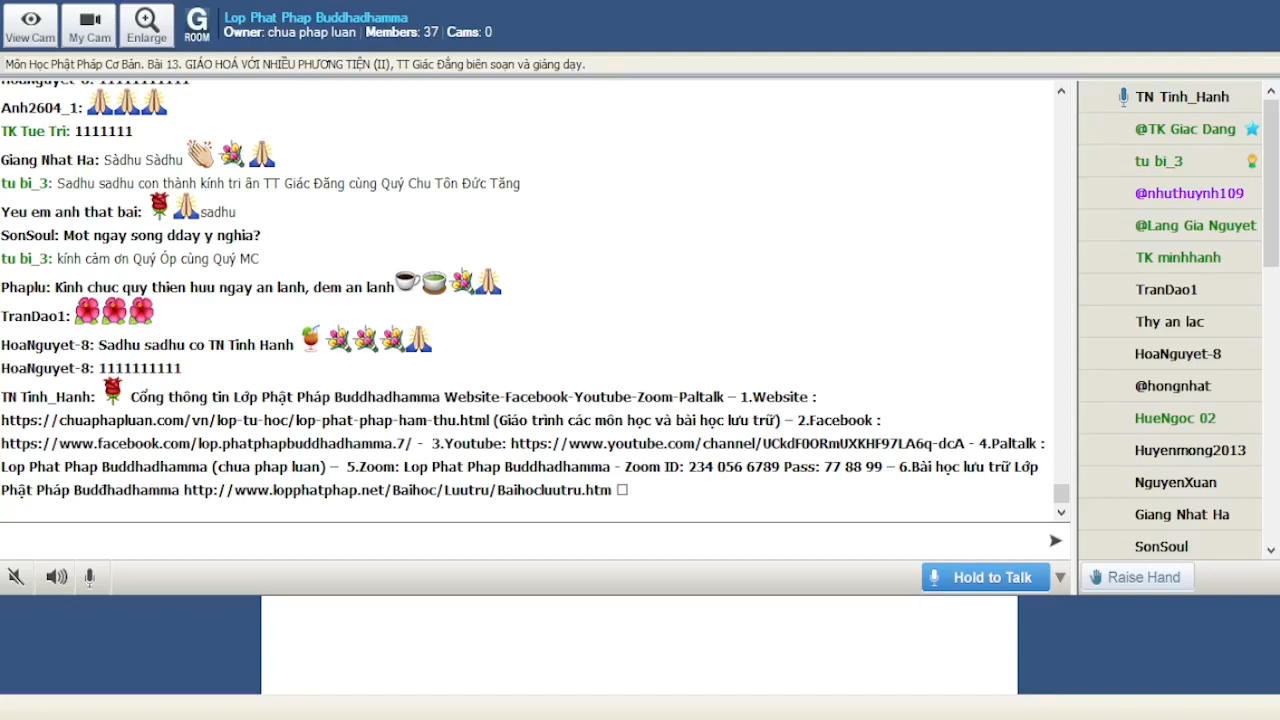 View Cam
My Cam
Enlarge
G
ROOM
Lop Phat Phap Buddhadhamma
Owner: chua phap luan | Members: 37 | Cams: 0
Môn Học Phật Pháp Cơ Bản. Bài 13. GIÁO HOÁ VỚI NHIỀU PHƯƠNG TIỆN (II), TT Giác Đẳng biên soạn và giảng dạy.
HoaNguyet-8: 1111111111
Anh2604_1:
TK Tue Tri: 1111111
Giang Nhat Ha: Sàdhu Sàdhu
tu bi_3: Sadhu sadhu con thành kính tri ân TT Giác Đăng cùng Quý Chu Tôn Đức Tăng
Yeu em anh that bai: sadhu
SonSoul: Mot ngay song dday y nghia?
tu bi_3: kính cảm ơn Quý Óp cùng Quý MC
Phaplu: Kinh chuc quy thien huu ngay an lanh, dem an lanh
TranDao1:
HoaNguyet-8: Sadhu sadhu co TN Tinh Hanh
HoaNguyet-8: 1111111111
TN Tinh_Hanh: Cổng thông tin Lớp Phật Pháp Buddhadhamma Website-Facebook-Youtube-Zoom-Paltalk – 1.Website :
https://chuaphapluan.com/vn/lop-tu-hoc/lop-phat-phap-ham-thu.html (Giáo trình các môn học và bài học lưu trữ) – 2.Facebook :
https://www.facebook.com/lop.phatphapbuddhadhamma.7/ - 3.Youtube: https://www.youtube.com/channel/UCkdF0ORmUXKHF97LA6q-dcA - 4.Paltalk :
Lop Phat Phap Buddhadhamma (chua phap luan) – 5.Zoom: Lop Phat Phap Buddhadhamma - Zoom ID: 234 056 6789 Pass: 77 88 99 – 6.Bài học lưu trữ Lớp
Phật Pháp Buddhadhamma http://www.lopphatphap.net/Baihoc/Luutru/Baihocluutru.htm
Hold to Talk
TN Tinh_Hanh
@TK Giac Dang
tu bi_3
@nhuthuynh109
@Lang Gia Nguyet
TK minhhanh
TranDao1
Thy an lac
HoaNguyet-8
@hongnhat
HueNgoc 02
Huyenmong2013
NguyenXuan
Giang Nhat Ha
SonSoul
Raise Hand